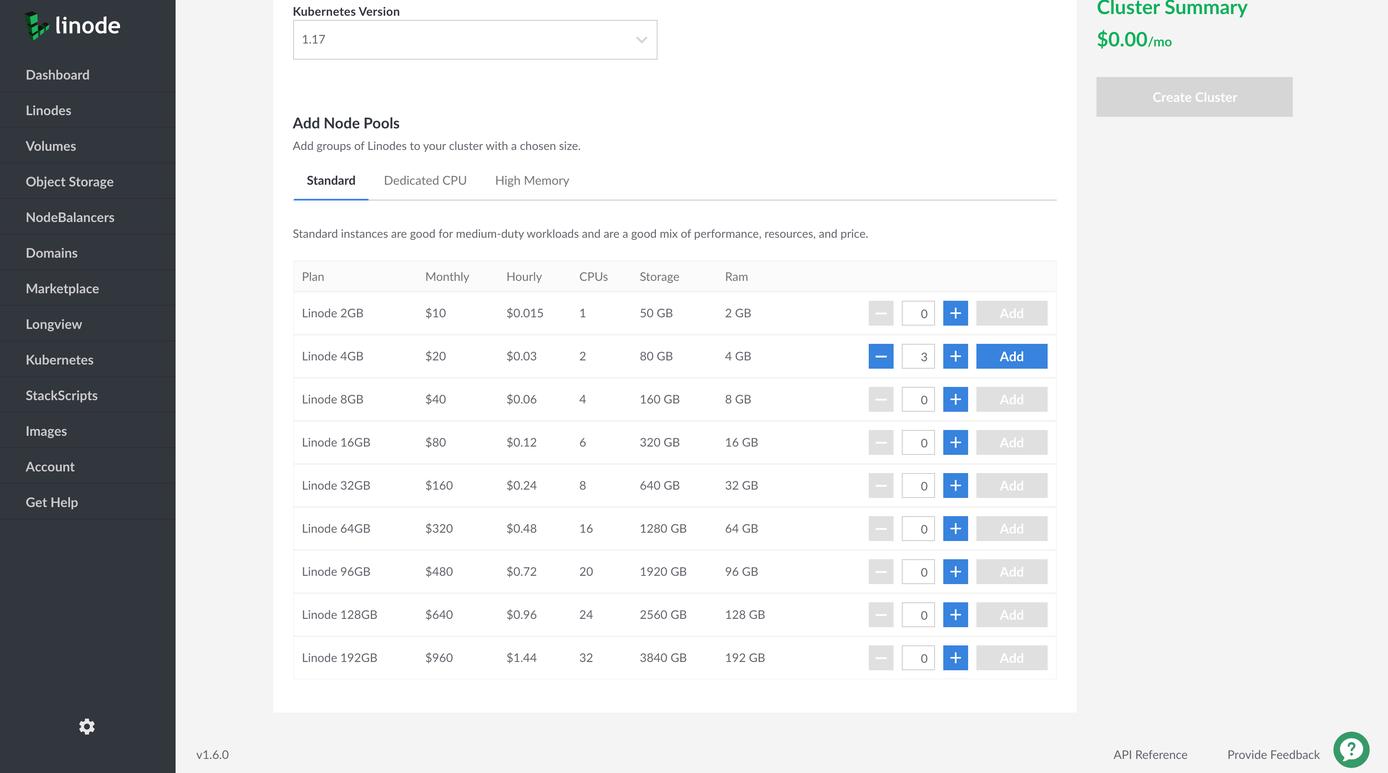 linode
Dashboard
Linodes
Volumes
Object Storage
NodeBalancers
Domains
Marketplace
Longview
Kubernetes
StackScripts
Images
Account
Get Help
Kubernetes Version
1.17
Add Node Pools
Add groups of Linodes to your cluster with a chosen size.
Standard Dedicated CPU High Memory
Standard instances are good for medium-duty workloads and are a good mix of performance, resources, and price.
Plan Monthly Hourly CPUs Storage Ram
Linode 2GB $10 $0.015 1 50 GB 2 GB − 0 + Add
Linode 4GB $20 $0.03 2 80 GB 4 GB − 3 + Add
Linode 8GB $40 $0.06 4 160 GB 8 GB − 0 + Add
Linode 16GB $80 $0.12 6 320 GB 16 GB − 0 + Add
Linode 32GB $160 $0.24 8 640 GB 32 GB − 0 + Add
Linode 64GB $320 $0.48 16 1280 GB 64 GB − 0 + Add
Linode 96GB $480 $0.72 20 1920 GB 96 GB − 0 + Add
Linode 128GB $640 $0.96 24 2560 GB 128 GB − 0 + Add
Linode 192GB $960 $1.44 32 3840 GB 192 GB − 0 + Add
Cluster Summary
$0.00/mo
Create Cluster
v1.6.0
API Reference
Provide Feedback
?